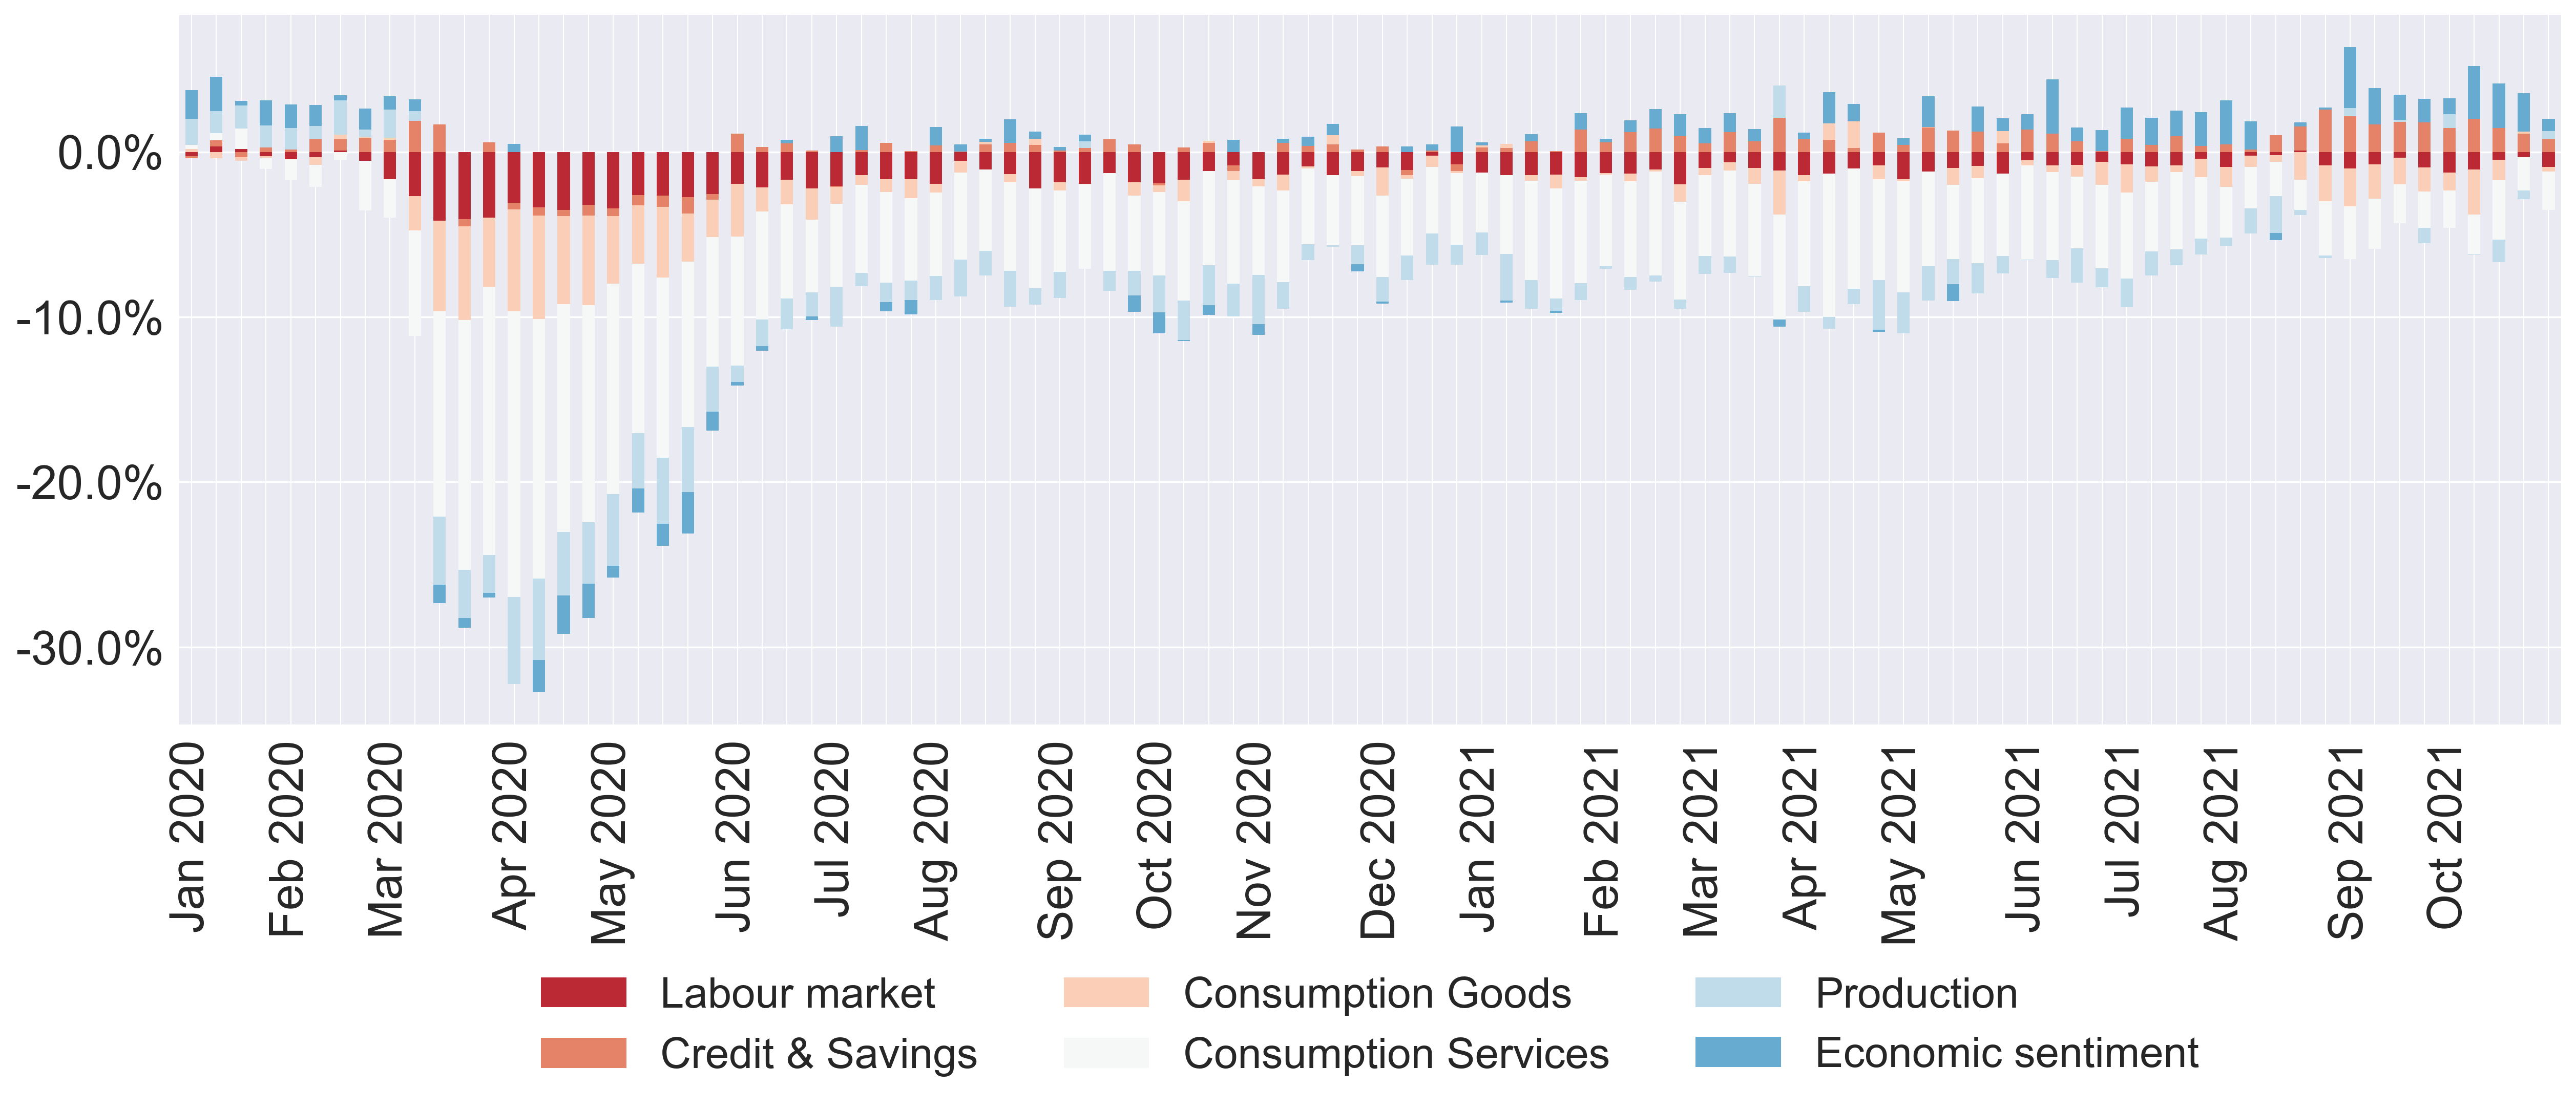 0.0%
-10.0%
-20.0%
-30.0%
Jan 2020
Feb 2020
Mar 2020
Apr 2020
May 2020
Jun 2020
Jul 2020
Aug 2020
Sep 2020
Oct 2020
Nov 2020
Dec 2020
Jan 2021
Feb 2021
Mar 2021
Apr 2021
May 2021
Jun 2021
Jul 2021
Aug 2021
Sep 2021
Oct 2021
Labour market
Credit & Savings
Consumption Goods
Consumption Services
Production
Economic sentiment